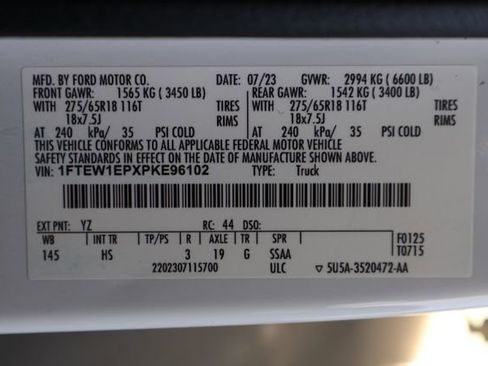 MFD. BY FORD MOTOR CO. DATE: 07/23 GVWR: 2994 KG (6600 LB)
FRONT GAWR: 1565 KG (3450 LB) REAR GAWR: 1542 KG (3400 LB)
WITH 275/65R18 116T TIRES WITH 275/65R18 116T TIRES
18x7.5J RIMS 18x7.5J RIMS
AT 240 kPa/ 35 PSI COLD AT 240 kPa/ 35 PSI COLD
THIS VEHICLE CONFORMS TO ALL APPLICABLE FEDERAL MOTOR VEHICLE
SAFETY STANDARDS IN EFFECT ON THE DATE OF MANUFACTURE SHOWN ABOVE.
VIN: 1FTEW1EPXPKE96102 TYPE: Truck
EXT PNT: YZ RC: 44 DSO:
WB INT TR TP/PS R AXLE TR SPR F0125
145 HS 3 19 G SSAA T0715
2202307115700 ULC ▽ 5U5A-3520472-AA